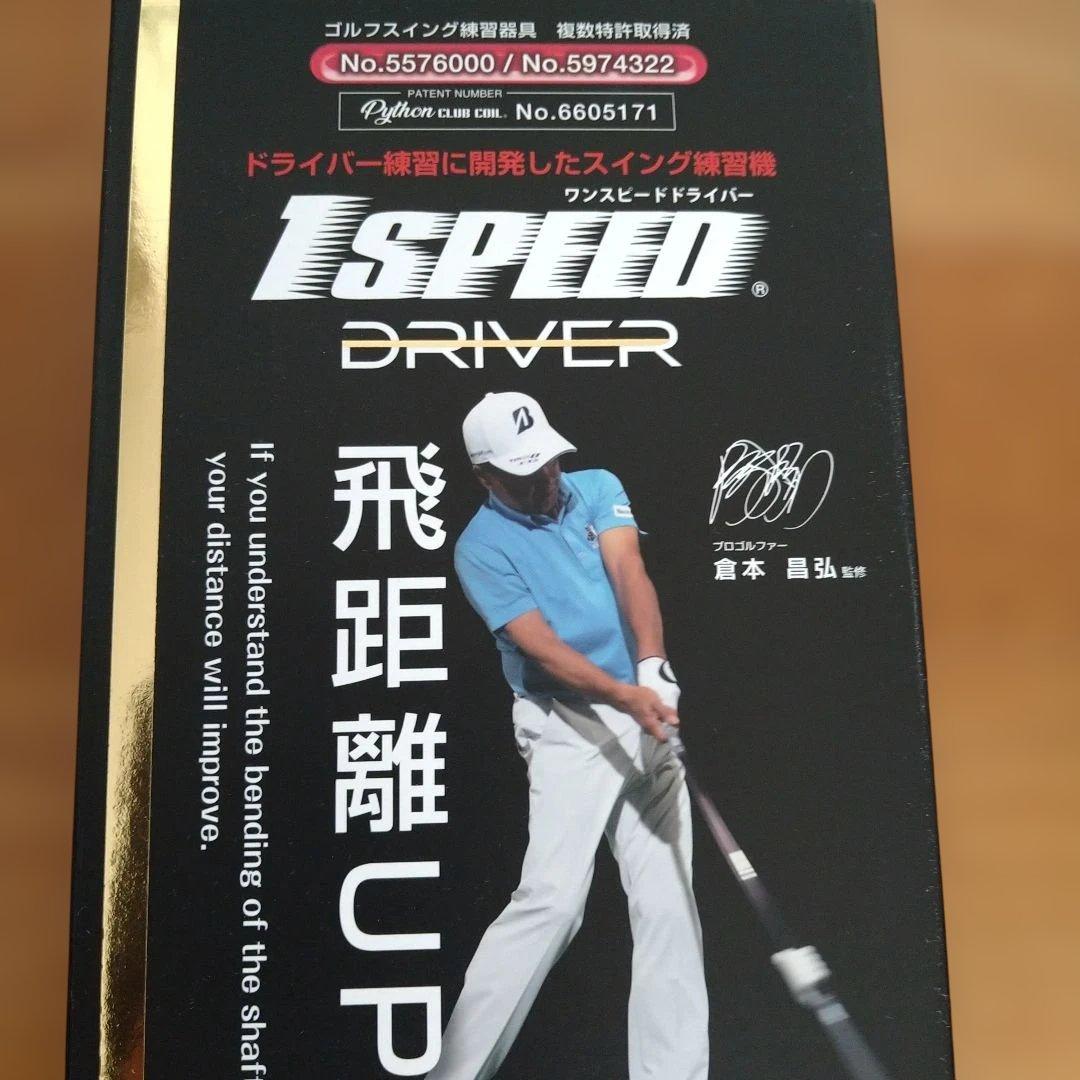 ゴルフスイング練習器具　複数特許取得済
No.5576000 / No.5974322
PATENT NUMBER
Python CLUB COIL® No.6605171
ドライバー練習に開発したスイング練習機
ワンスピードドライバー
1SPEED®
DRIVER
飛距離UP
If you understand the bending of the shaft
your distance will improve.
B
プロゴルファー
倉本　昌弘 監修